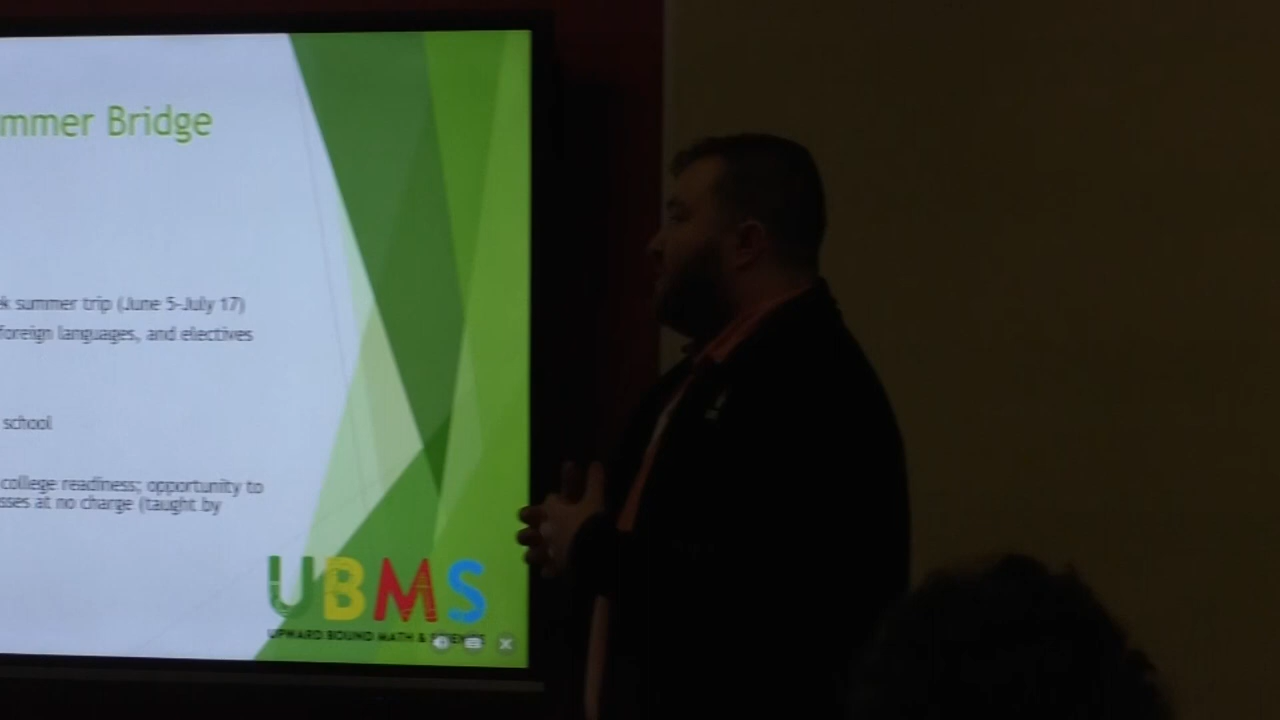 mmer Bridge
ek summer trip (June 5-July 17)
foreign languages, and electives
school
college readiness; opportunity to
sses at no charge (taught by
UBMS
UPWARD BOUND MATH & SCIENCE